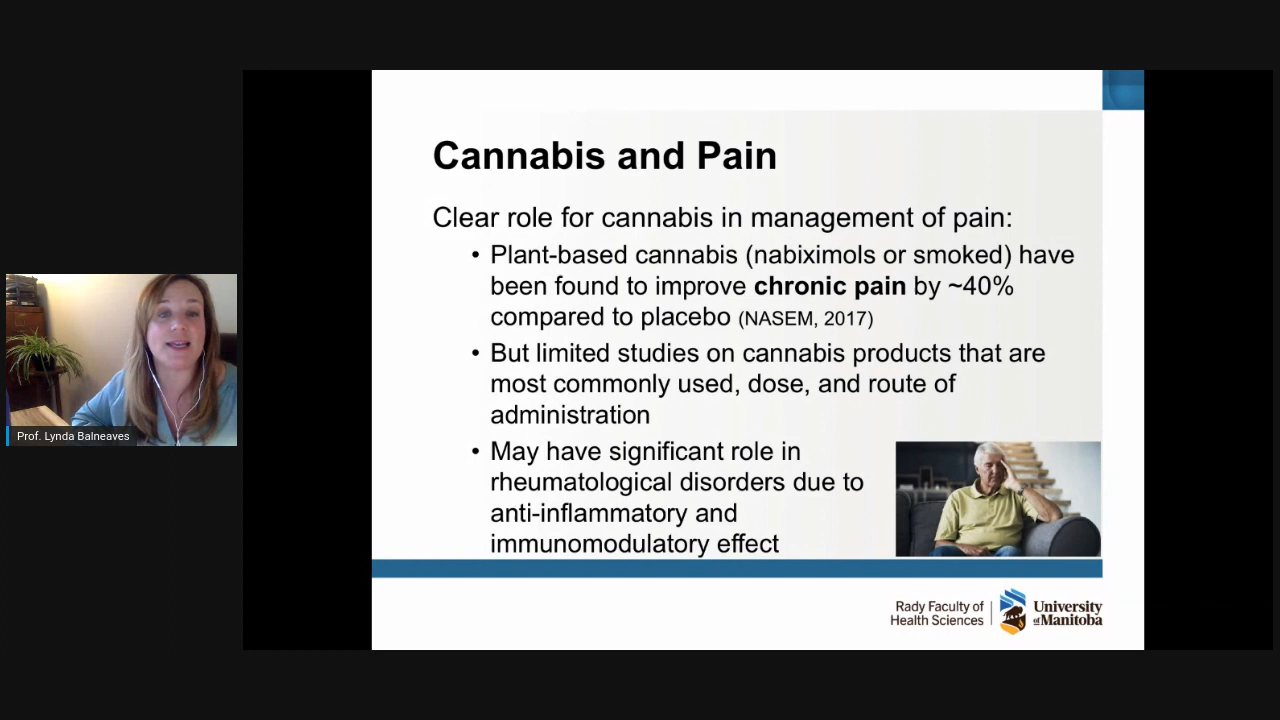 Cannabis and Pain
Clear role for cannabis in management of pain:
• Plant-based cannabis (nabiximols or smoked) have
been found to improve chronic pain by ~40%
compared to placebo (NASEM, 2017)
• But limited studies on cannabis products that are
most commonly used, dose, and route of
administration
• May have significant role in
rheumatological disorders due to
anti-inflammatory and
immunomodulatory effect
Prof. Lynda Balneaves
Rady Faculty of
Health Sciences
University
of Manitoba